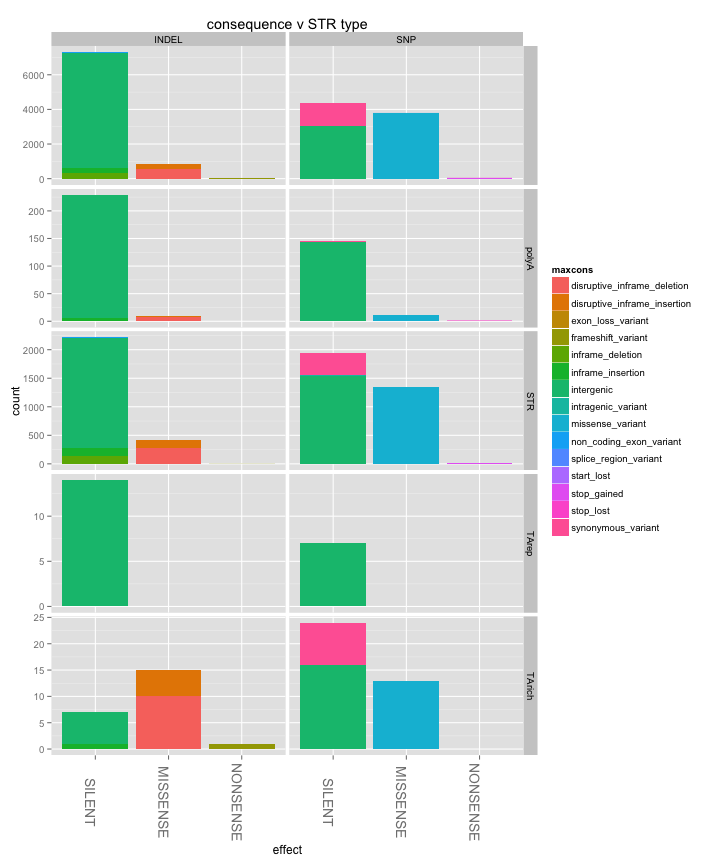 consequence v STR type
INDEL
SNP
6000
4000
2000
0
200
150
100
50
0
polyA
2000
1500
1000
500
0
STR
10
5
0
TArep
25
20
15
10
5
0
TArich
count
SILENT
MISSENSE
NONSENSE
SILENT
MISSENSE
NONSENSE
effect
maxcons
disruptive_inframe_deletion
disruptive_inframe_insertion
exon_loss_variant
frameshift_variant
inframe_deletion
inframe_insertion
intergenic
intragenic_variant
missense_variant
non_coding_exon_variant
splice_region_variant
start_lost
stop_gained
stop_lost
synonymous_variant